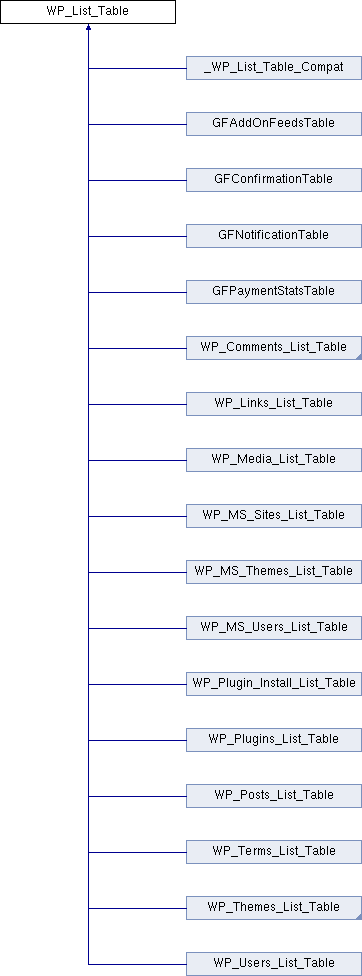 WP_List_Table
_WP_List_Table_Compat
GFAddOnFeedsTable
GFConfirmationTable
GFNotificationTable
GFPaymentStatsTable
WP_Comments_List_Table
WP_Links_List_Table
WP_Media_List_Table
WP_MS_Sites_List_Table
WP_MS_Themes_List_Table
WP_MS_Users_List_Table
WP_Plugin_Install_List_Table
WP_Plugins_List_Table
WP_Posts_List_Table
WP_Terms_List_Table
WP_Themes_List_Table
WP_Users_List_Table